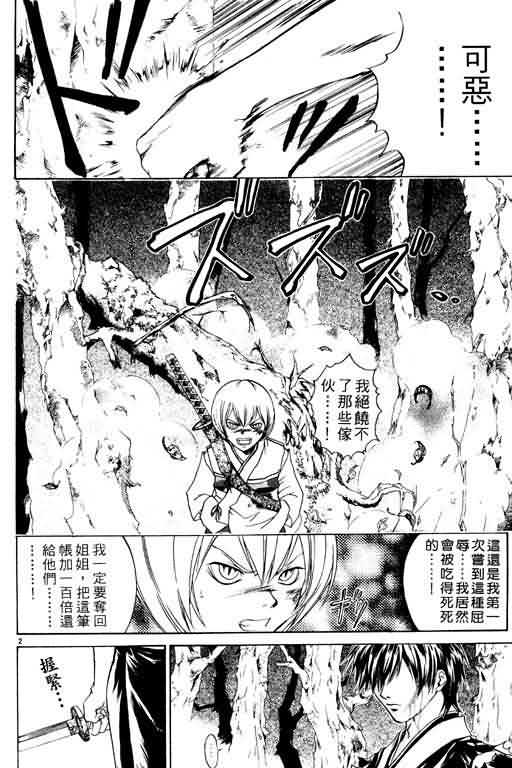 可惡……
……！
ドッ
ズズズ…
我絕饒不
了那些傢
伙……！
這還是我第一
次嘗到這種屈
辱……我居然
會被吃得死死
的……！
我一定要奪回
姐姐，把這筆
帳加一百倍還
給他們……
……！
2
握緊…